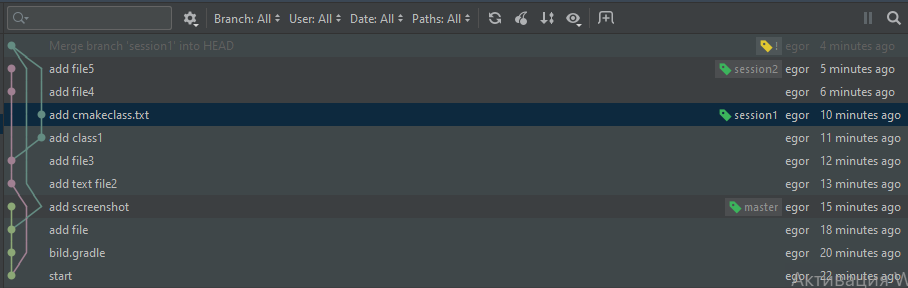 Branch: All User: All Date: All Paths: All
Merge branch 'session1' into HEAD ! egor 4 minutes ago
add file5 session2 egor 5 minutes ago
add file4 egor 6 minutes ago
add cmakeclass.txt session1 egor 10 minutes ago
add class1 egor 11 minutes ago
add file3 egor 12 minutes ago
add text file2 egor 13 minutes ago
add screenshot master egor 15 minutes ago
add file egor 18 minutes ago
bild.gradle egor 20 minutes ago
start egor 22 minutes ago
Активация W